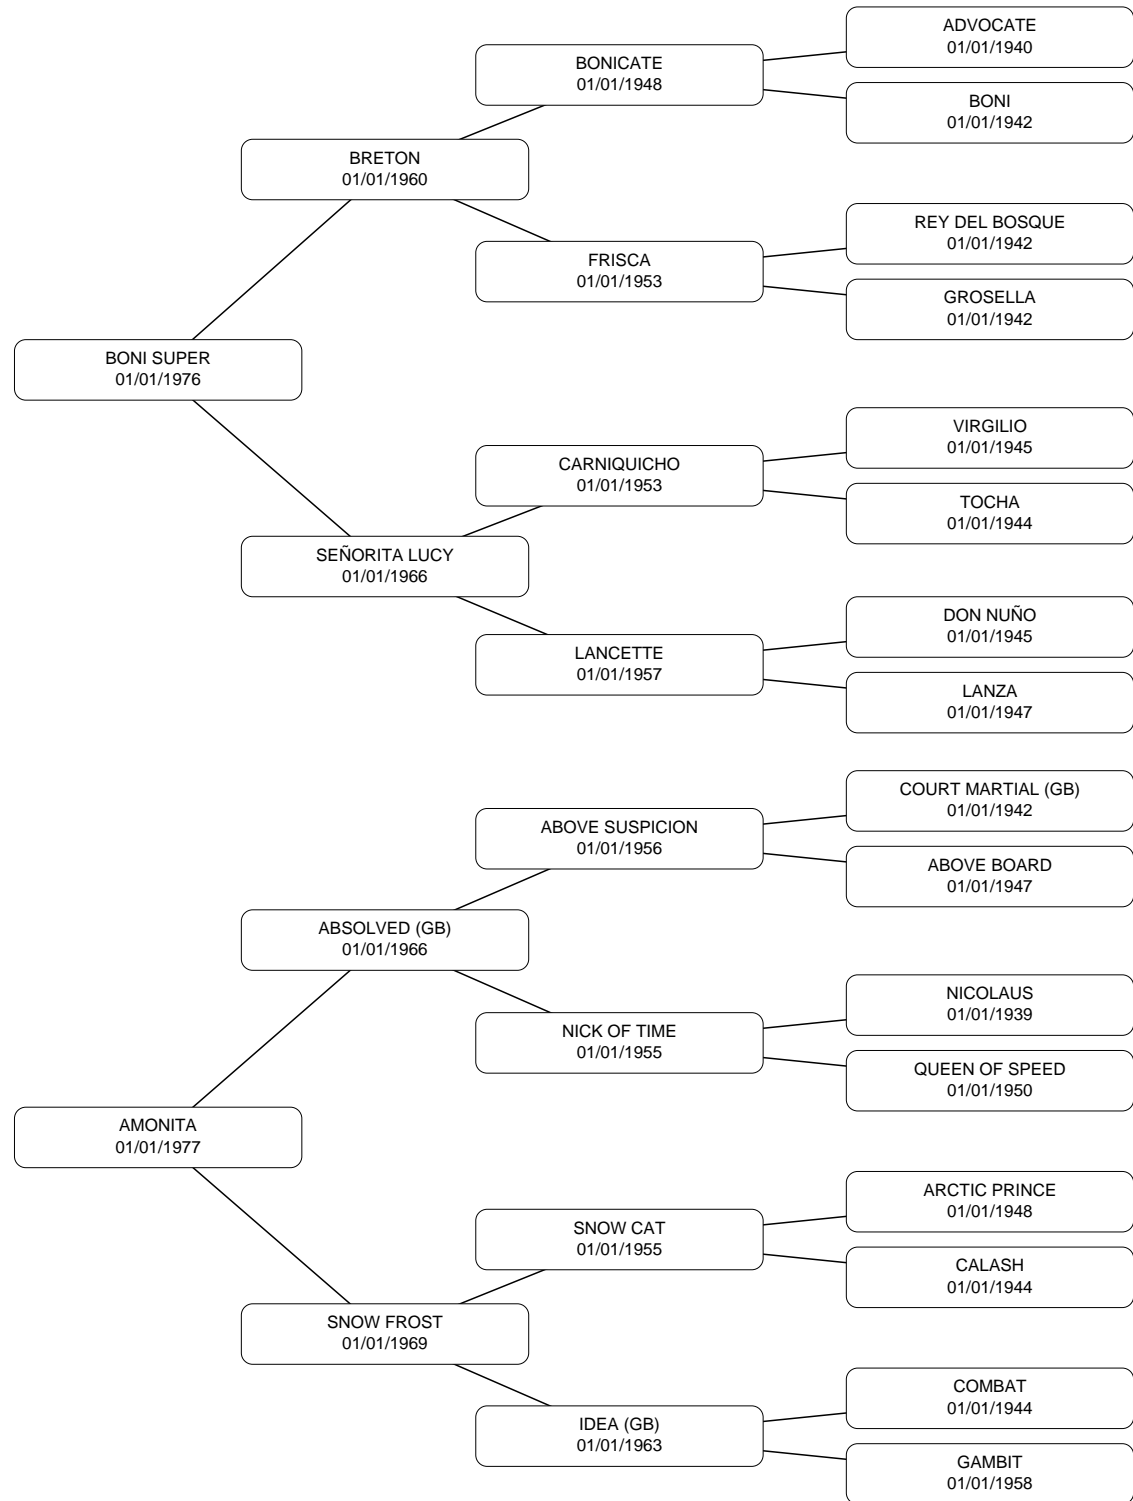 ADVOCATE
01/01/1940
BONICATE
01/01/1948
BONI
01/01/1942
BRETON
01/01/1960
REY DEL BOSQUE
01/01/1942
FRISCA
01/01/1953
GROSELLA
01/01/1942
BONI SUPER
01/01/1976
VIRGILIO
01/01/1945
CARNIQUICHO
01/01/1953
TOCHA
01/01/1944
SEÑORITA LUCY
01/01/1966
DON NUÑO
01/01/1945
LANCETTE
01/01/1957
LANZA
01/01/1947
COURT MARTIAL (GB)
01/01/1942
ABOVE SUSPICION
01/01/1956
ABOVE BOARD
01/01/1947
ABSOLVED (GB)
01/01/1966
NICOLAUS
01/01/1939
NICK OF TIME
01/01/1955
QUEEN OF SPEED
01/01/1950
AMONITA
01/01/1977
ARCTIC PRINCE
01/01/1948
SNOW CAT
01/01/1955
CALASH
01/01/1944
SNOW FROST
01/01/1969
COMBAT
01/01/1944
IDEA (GB)
01/01/1963
GAMBIT
01/01/1958